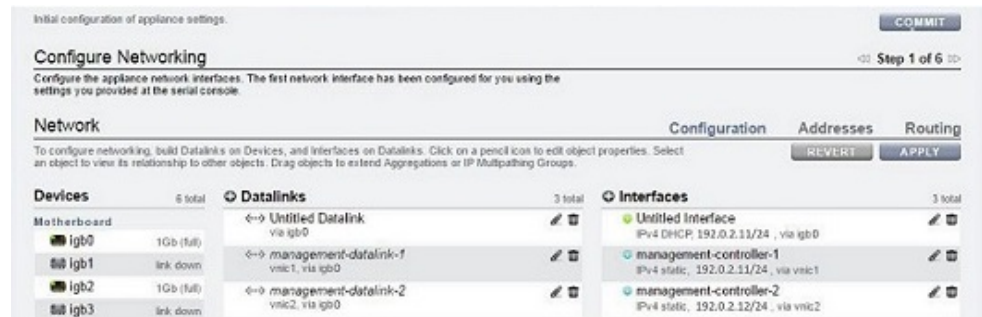 Initial configuration of appliance settings.
COMMIT
Configure Networking
Step 1 of 6
Configure the appliance network interfaces. The first network interface has been configured for you using the
settings you provided at the serial console.
Network
Configuration Addresses Routing
To configure networking, build Datalinks on Devices, and Interfaces on Datalinks. Click on a pencil icon to edit object properties. Select
an object to view its relationship to other objects. Drag objects to extend Aggregations or IP Multipathing Groups.
REVERT APPLY
Devices 6 total
Motherboard
igb0 1Gb (full)
igb1 link down
igb2 1Gb (full)
igb3 link down
Datalinks 3 total
Untitled Datalink
via igb0
management-datalink-1
vnic1, via igb0
management-datalink-2
vnic2, via igb0
Interfaces 3 total
Untitled Interface
IPv4 DHCP, 192.0.2.11/24 , via igb0
management-controller-1
IPv4 static, 192.0.2.11/24 , via vnic1
management-controller-2
IPv4 static, 192.0.2.12/24 , via vnic2